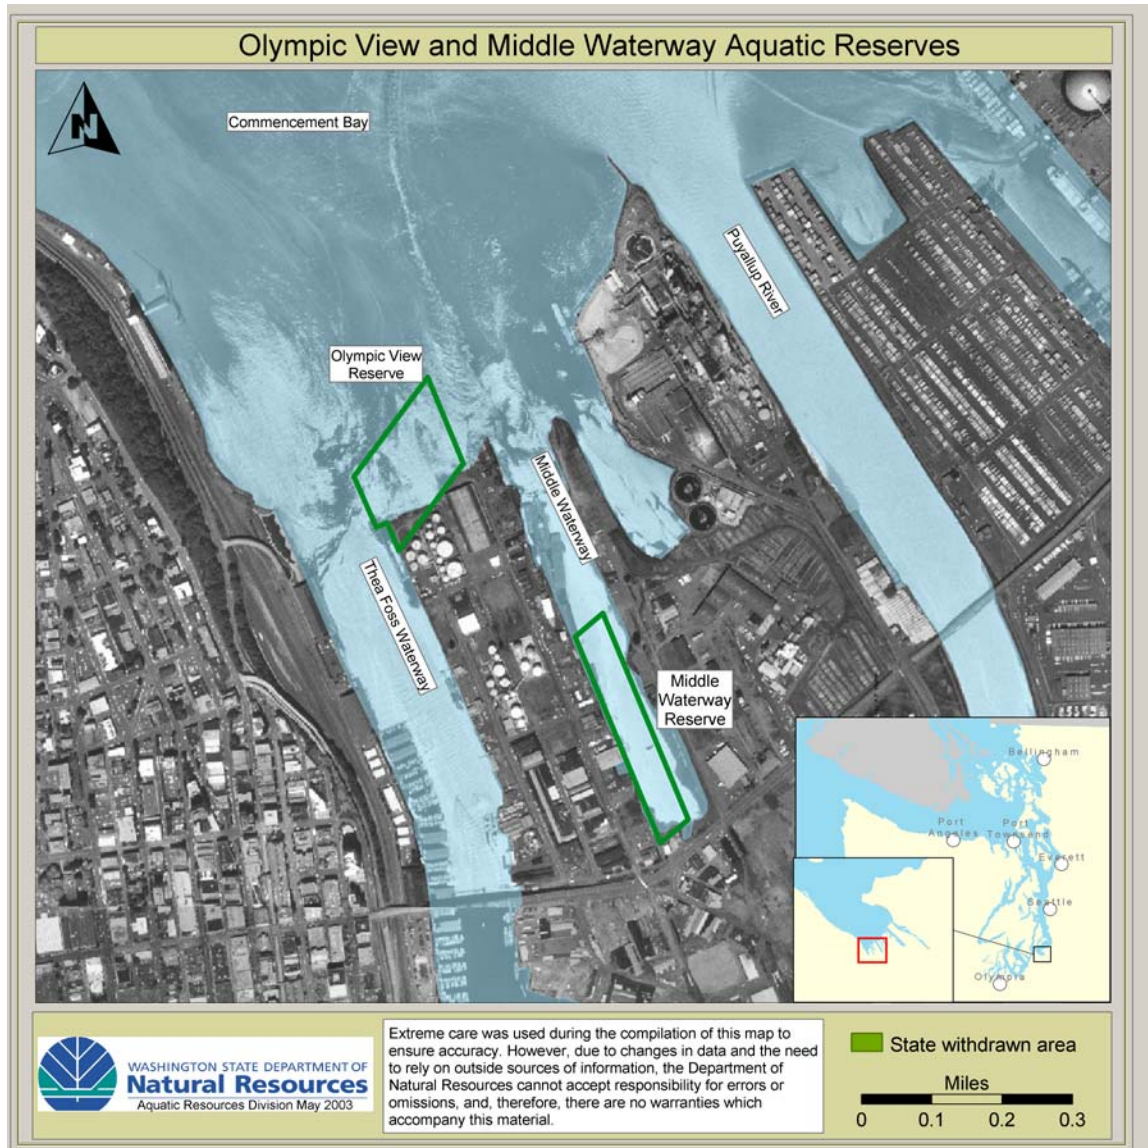 Olympic View and Middle Waterway Aquatic Reserves
N
Commencement Bay
Puyallup River
Olympic View
Reserve
Middle Waterway
Thea Foss Waterway
Middle
Waterway
Reserve
Bellingham
Port
Angeles
Port
Townsend
Everett
Seattle
Olympia
WASHINGTON STATE DEPARTMENT OF
Natural Resources
Aquatic Resources Division May 2003
Extreme care was used during the compilation of this map to
ensure accuracy. However, due to changes in data and the need
to rely on outside sources of information, the Department of
Natural Resources cannot accept responsibility for errors or
omissions, and, therefore, there are no warranties which
accompany this material.
State withdrawn area
Miles
0 0.1 0.2 0.3